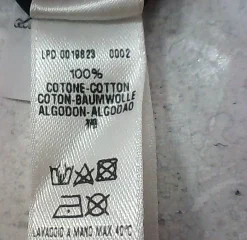 LPD 0019823 0002
100%
COTONE-COTTON
COTON-BAUMWOLLE
ALGODON-ALGODAO
LAVAGGIO A MANO MAX 40°C